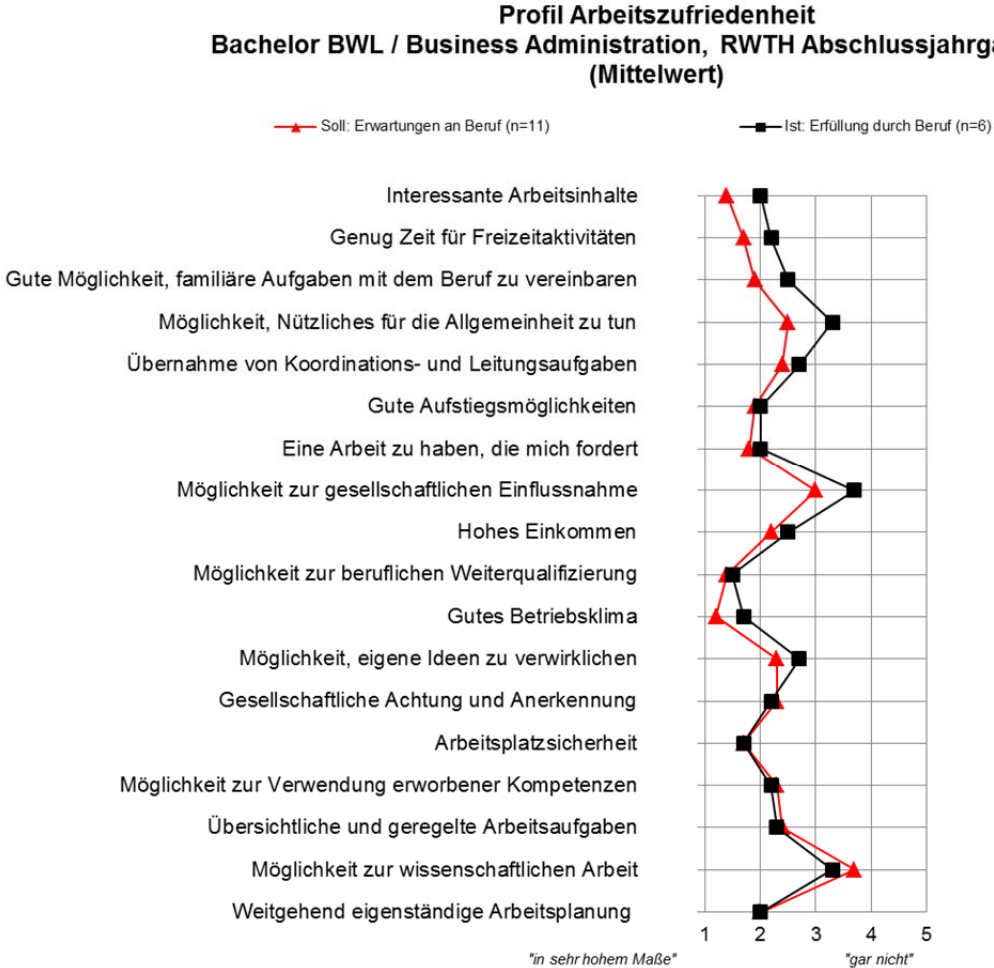 Profil Arbeitszufriedenheit
Bachelor BWL / Business Administration, RWTH
(Mittelwert)
Soll: Erwartungen an Beruf (n=11)
Ist: Erfüllung durch Beruf (n=6)
Interessante Arbeitsinhalte
Genug Zeit für Freizeitaktivitäten
Gute Möglichkeit, familiäre Aufgaben mit dem Beruf zu vereinbaren
Möglichkeit, Nützliches für die Allgemeinheit zu tun
Übernahme von Koordinations- und Leitungsaufgaben
Gute Aufstiegsmöglichkeiten
Eine Arbeit zu haben, die mich fordert
Möglichkeit zur gesellschaftlichen Einflussnahme
Hohes Einkommen
Möglichkeit zur beruflichen Weiterqualifizierung
Gutes Betriebsklima
Möglichkeit, eigene Ideen zu verwirklichen
Gesellschaftliche Achtung und Anerkennung
Arbeitsplatzsicherheit
Möglichkeit zur Verwendung erworbener Kompetenzen
Übersichtliche und geregelte Arbeitsaufgaben
Möglichkeit zur wissenschaftlichen Arbeit
Weitgehend eigenständige Arbeitsplanung
1 2 3 4 5
"in sehr hohem Maße" "gar nicht"